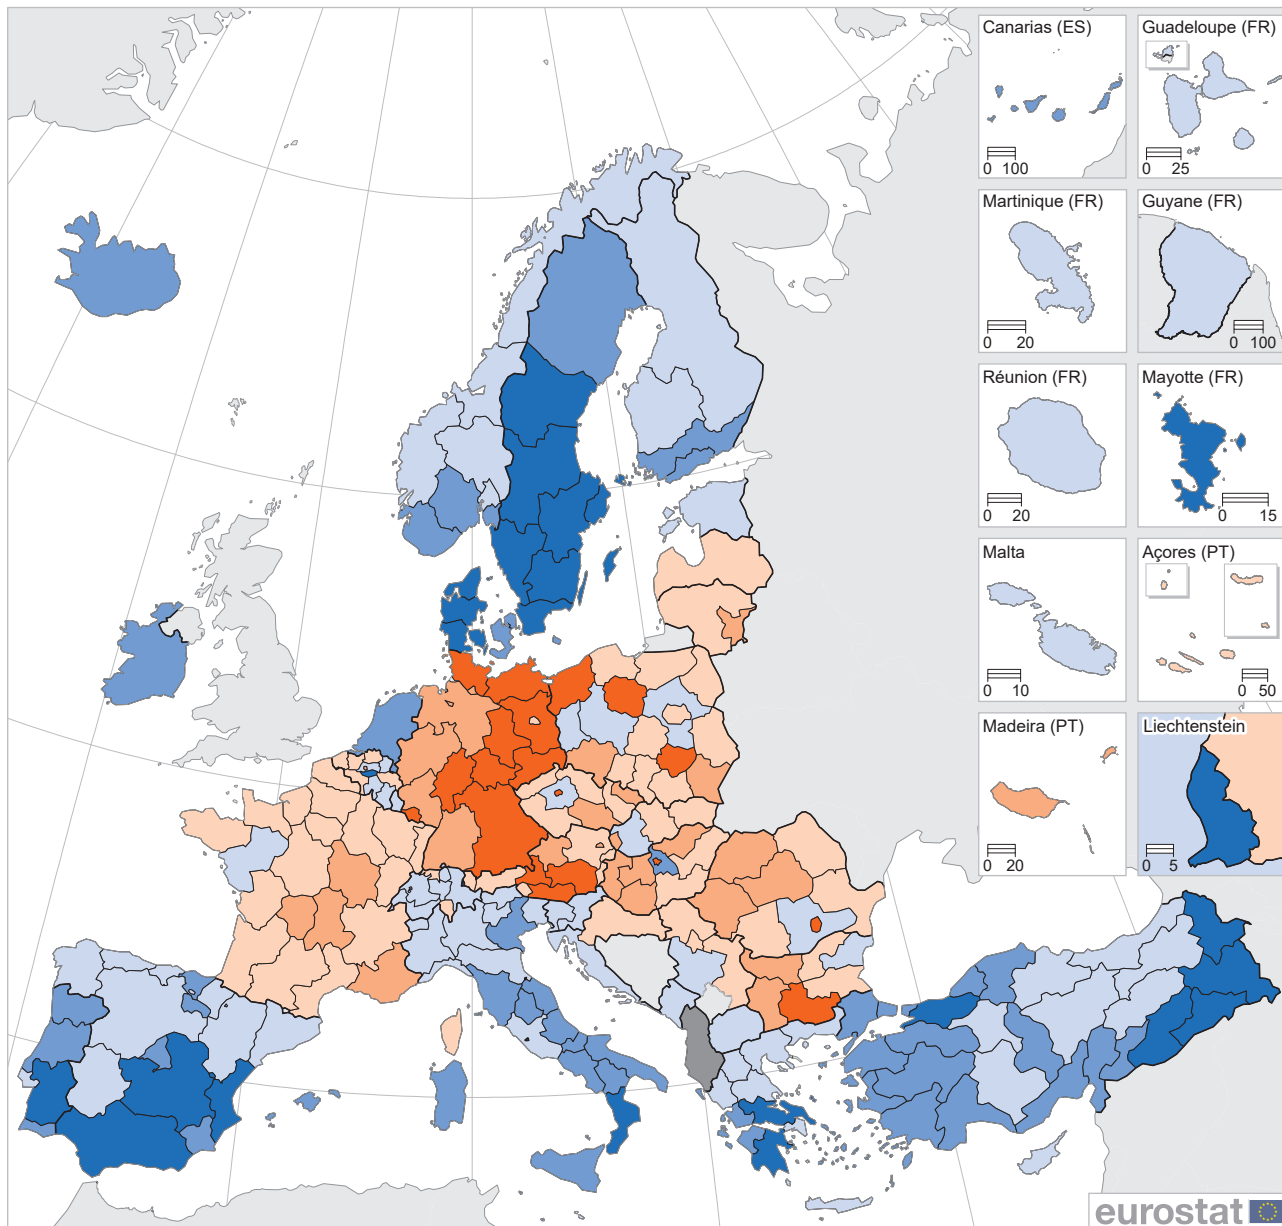 Canarias (ES)
0 100
Guadeloupe (FR)
0 25
Martinique (FR)
0 20
Guyane (FR)
0 100
Réunion (FR)
0 20
Mayotte (FR)
0 15
Malta
0 10
Açores (PT)
0 50
Madeira (PT)
0 20
Liechtenstein
0 5
eurostat